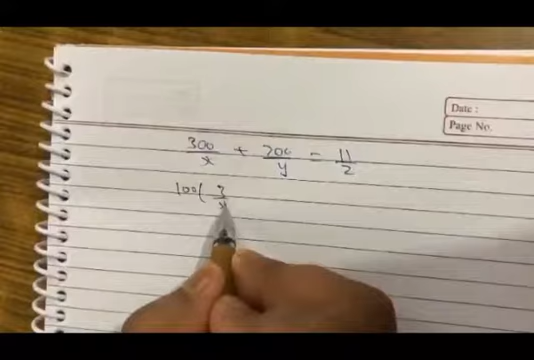 Date :
Page No.
300/x + 200/y = 11/2
100( 3/x